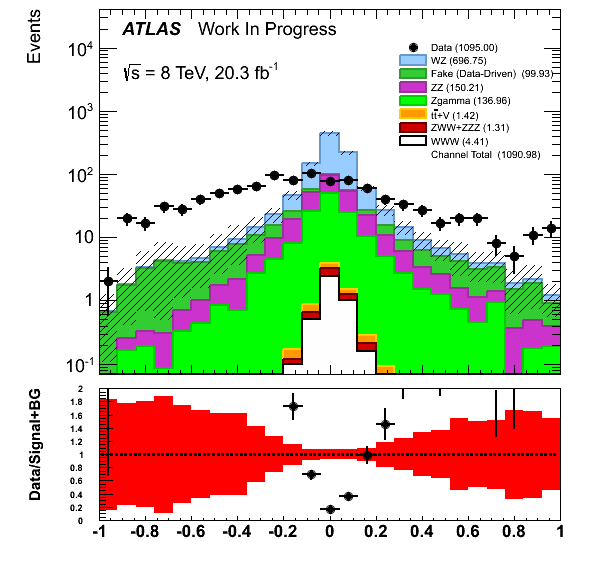 ATLAS Work In Progress
√s = 8 TeV, 20.3 fb⁻¹
Data (1095.00)
WZ (696.75)
Fake (Data-Driven) (99.93)
ZZ (150.21)
Zgamma (136.96)
tt̄+V (1.42)
ZWW+ZZZ (1.31)
WWW (4.41)
Channel Total (1090.98)
Events
10⁴
10³
10²
10
1
10⁻¹
Data/Signal+BG
2
1.8
1.6
1.4
1.2
1
0.8
0.6
0.4
0.2
0
-1 -0.8 -0.6 -0.4 -0.2 0 0.2 0.4 0.6 0.8 1